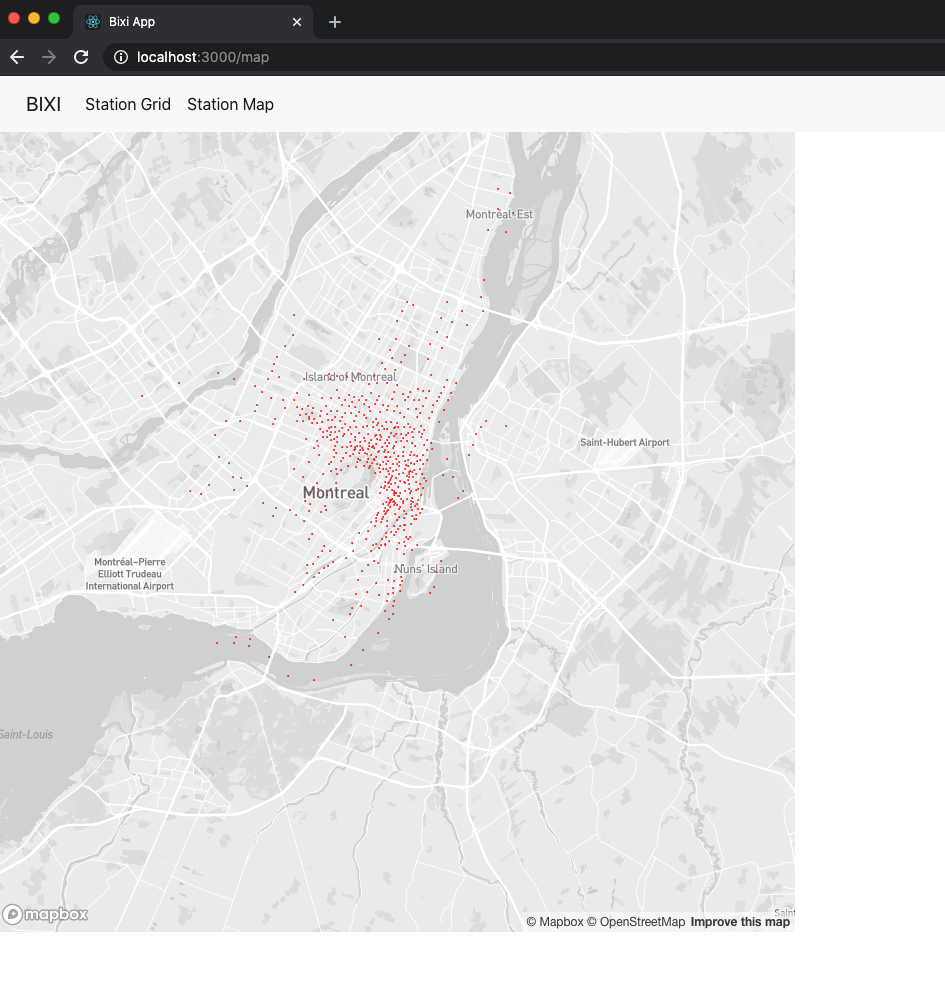 Bixi App
localhost:3000/map
BIXI Station Grid Station Map
Montréal-Est
Island of Montreal
Saint-Hubert Airport
Montreal
Montréal–Pierre
Elliott Trudeau
International Airport
Nuns' Island
Saint-Louis
mapbox
Saint
© Mapbox © OpenStreetMap Improve this map